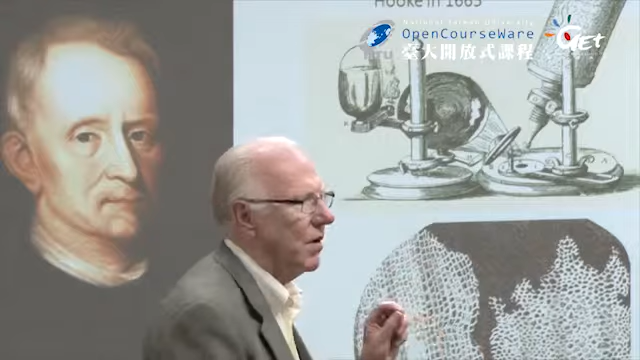 Hooke in 1665
National Taiwan University
OpenCourseWare
臺大開放式課程